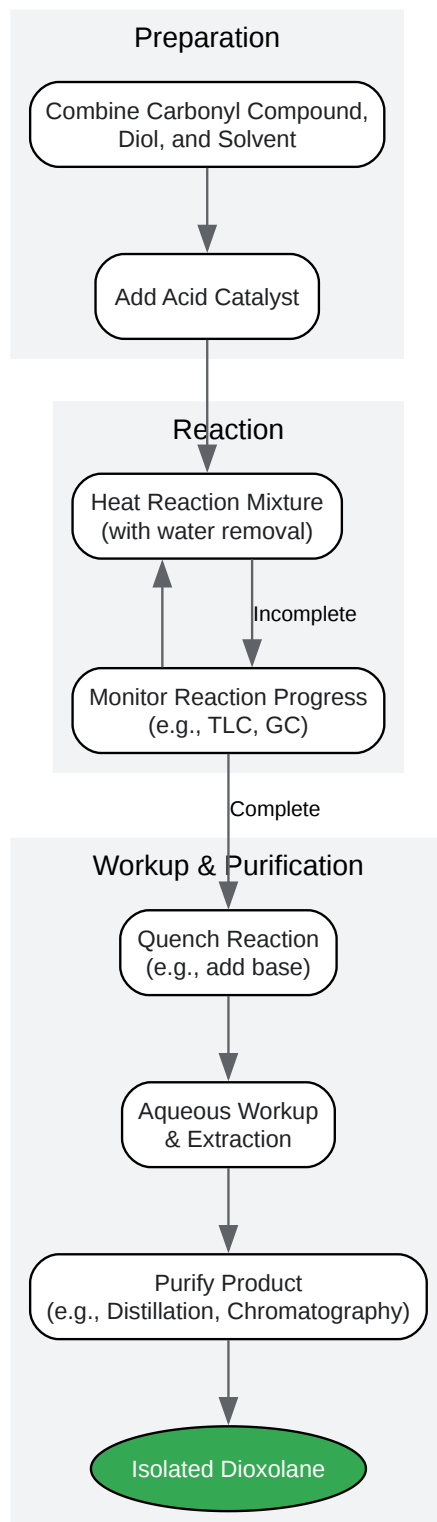 Preparation
Combine Carbonyl Compound,
Diol, and Solvent
Add Acid Catalyst
Reaction
Heat Reaction Mixture
(with water removal)
Incomplete
Monitor Reaction Progress
(e.g., TLC, GC)
Complete
Workup & Purification
Quench Reaction
(e.g., add base)
Aqueous Workup
& Extraction
Purify Product
(e.g., Distillation, Chromatography)
Isolated Dioxolane